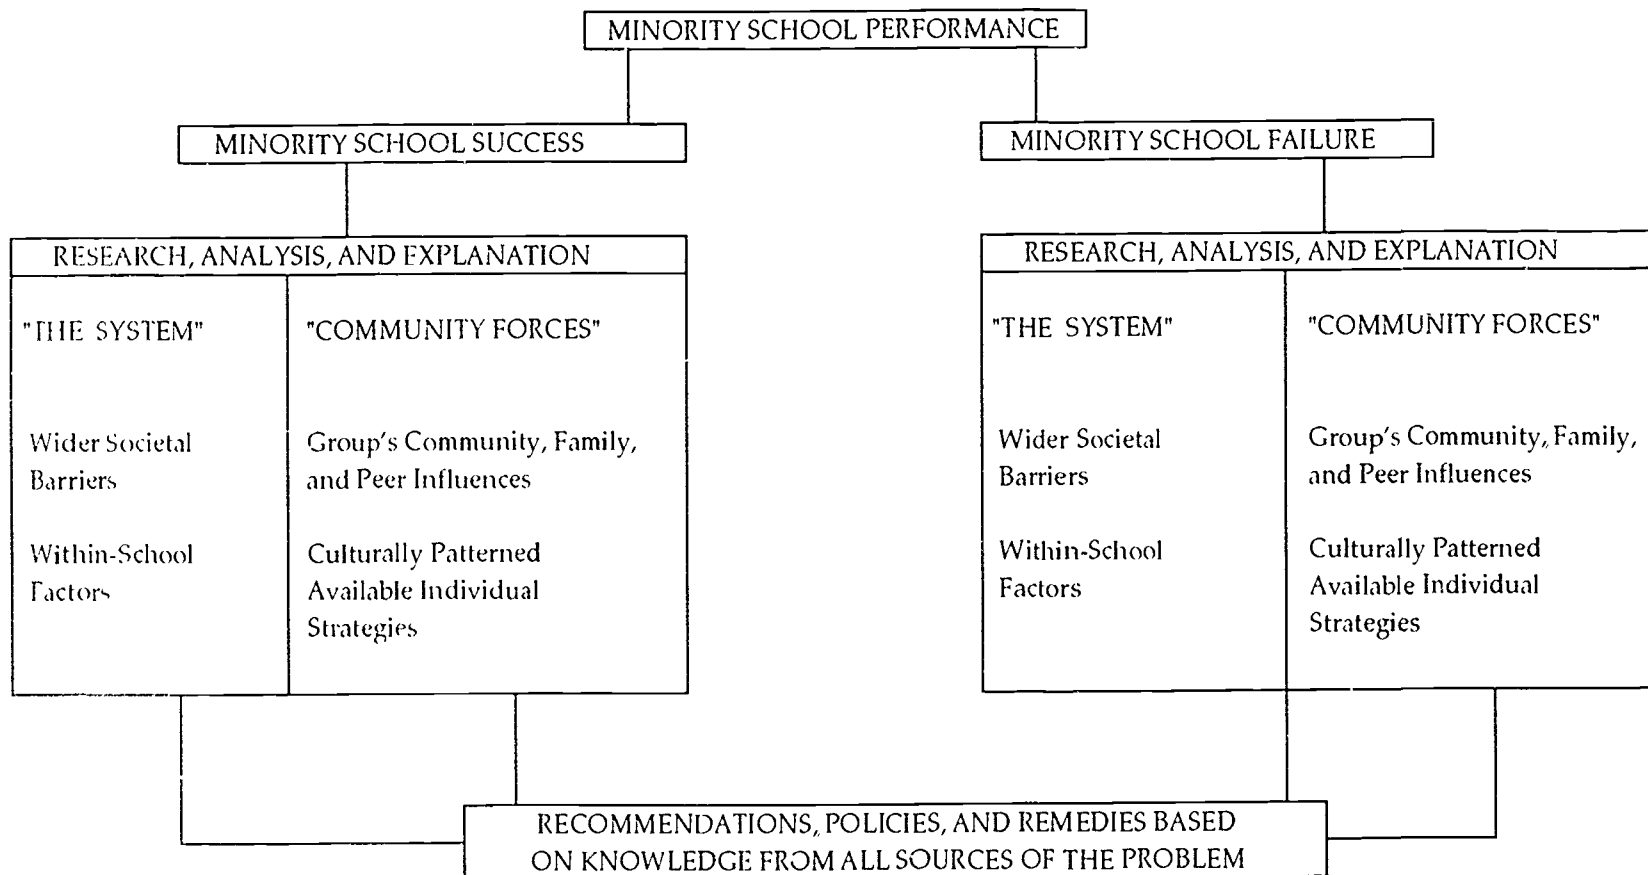 MINORITY SCHOOL PERFORMANCE
MINORITY SCHOOL SUCCESS
MINORITY SCHOOL FAILURE
RESEARCH, ANALYSIS, AND EXPLANATION
"THE SYSTEM"
Wider Societal
Barriers
Within-School
Factors
"COMMUNITY FORCES"
Group's Community, Family,
and Peer Influences
Culturally Patterned
Available Individual
Strategies
RESEARCH, ANALYSIS, AND EXPLANATION
"THE SYSTEM"
Wider Societal
Barriers
Within-School
Factors
"COMMUNITY FORCES"
Group's Community, Family,
and Peer Influences
Culturally Patterned
Available Individual
Strategies
RECOMMENDATIONS, POLICIES, AND REMEDIES BASED
ON KNOWLEDGE FROM ALL SOURCES OF THE PROBLEM